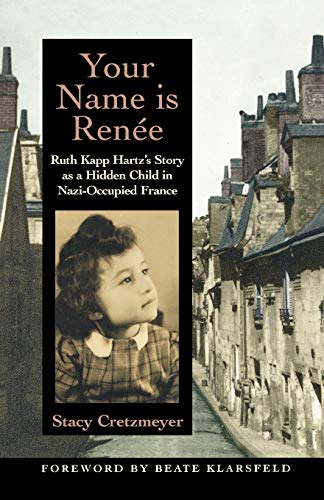 Your
Name is
Renée
Ruth Kapp Hartz's Story
as a Hidden Child in
Nazi-Occupied France
Stacy Cretzmeyer
FOREWORD BY BEATE KLARSFELD